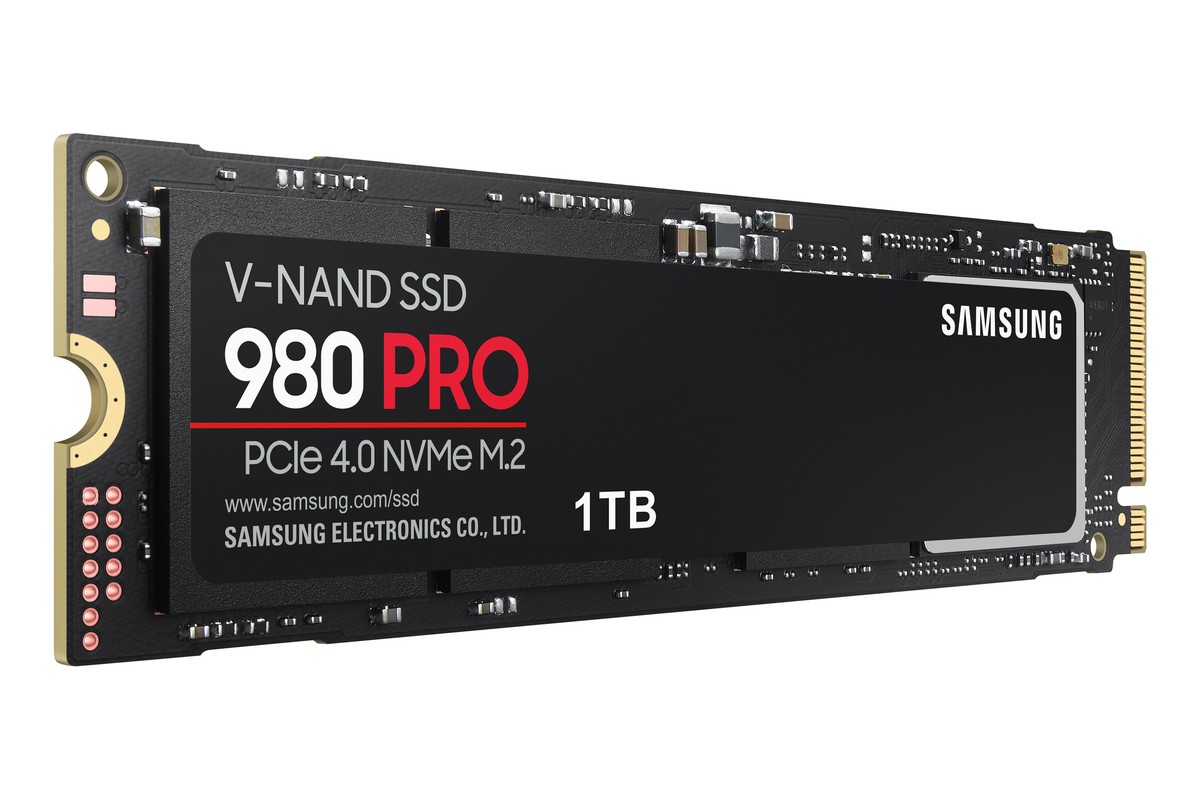 V-NAND SSD
980 PRO
PCIe 4.0 NVMe M.2
www.samsung.com/ssd
SAMSUNG ELECTRONICS CO., LTD.
1TB
SAMSUNG